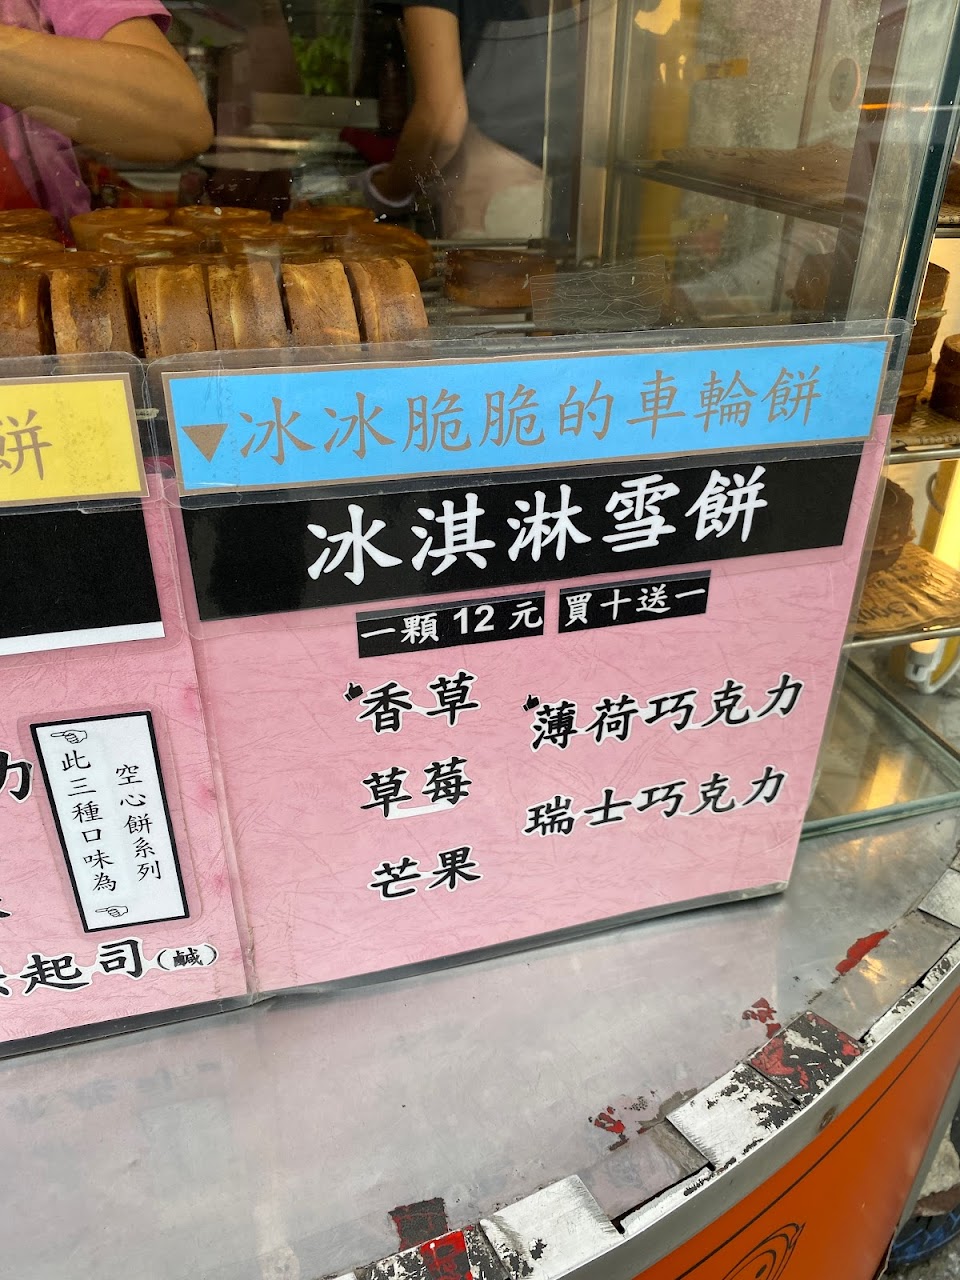 餅
▼冰冰脆脆的車輪餅
冰淇淋雪餅
一顆12元 買十送一
香草 薄荷巧克力
草莓 瑞士巧克力
芒果
力
空心餅系列
此三種口味為
起司(鹹)